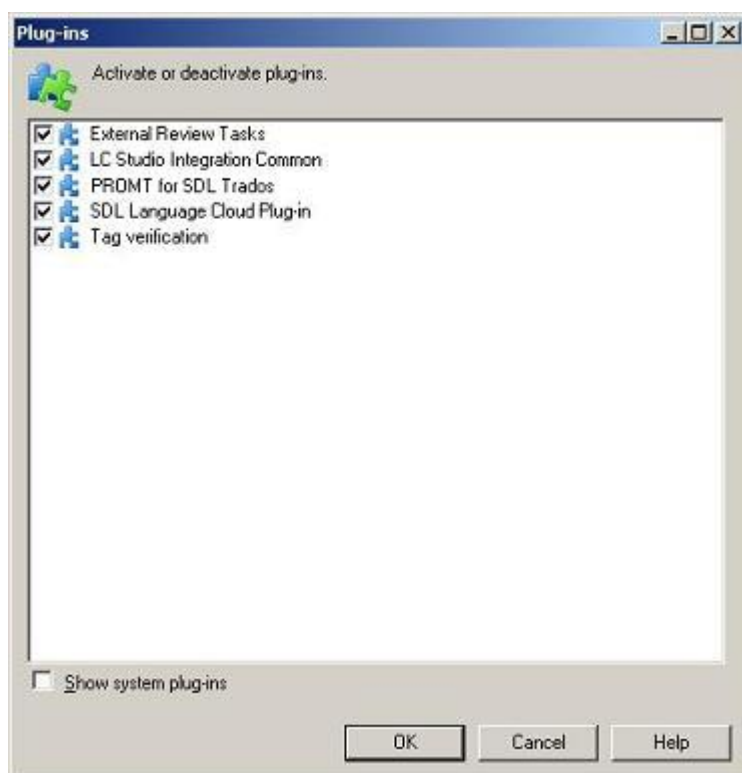 Plug-ins
Activate or deactivate plug-ins.
External Review Tasks
LC Studio Integration Common
PROMT for SDL Trados
SDL Language Cloud Plug-in
Tag verification
Show system plug-ins
OK Cancel Help